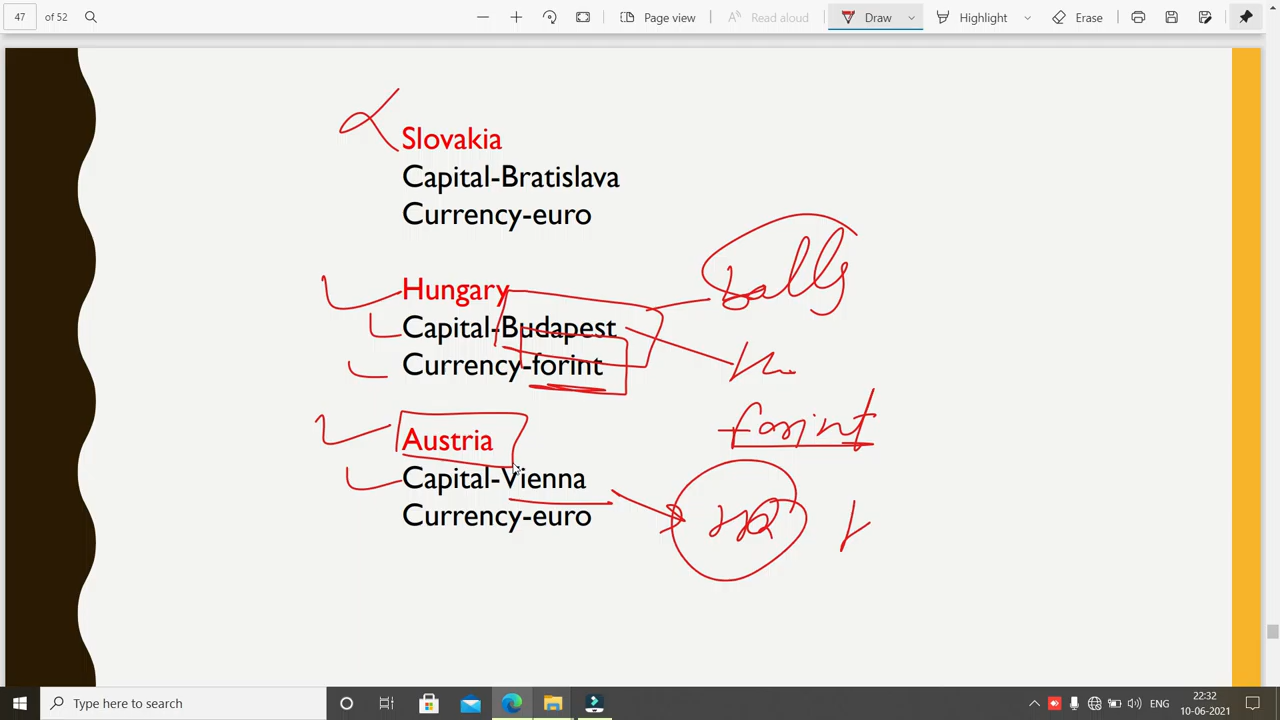 47 of 52
Page view
Read aloud
Draw
Highlight
Erase
Slovakia
Capital-Bratislava
Currency-euro
Hungary
Capital-Budapest
Currency-forint
Austria
Capital-Vienna
Currency-euro
forint
HQ
Type here to search
ENG
22:32
10-06-2021